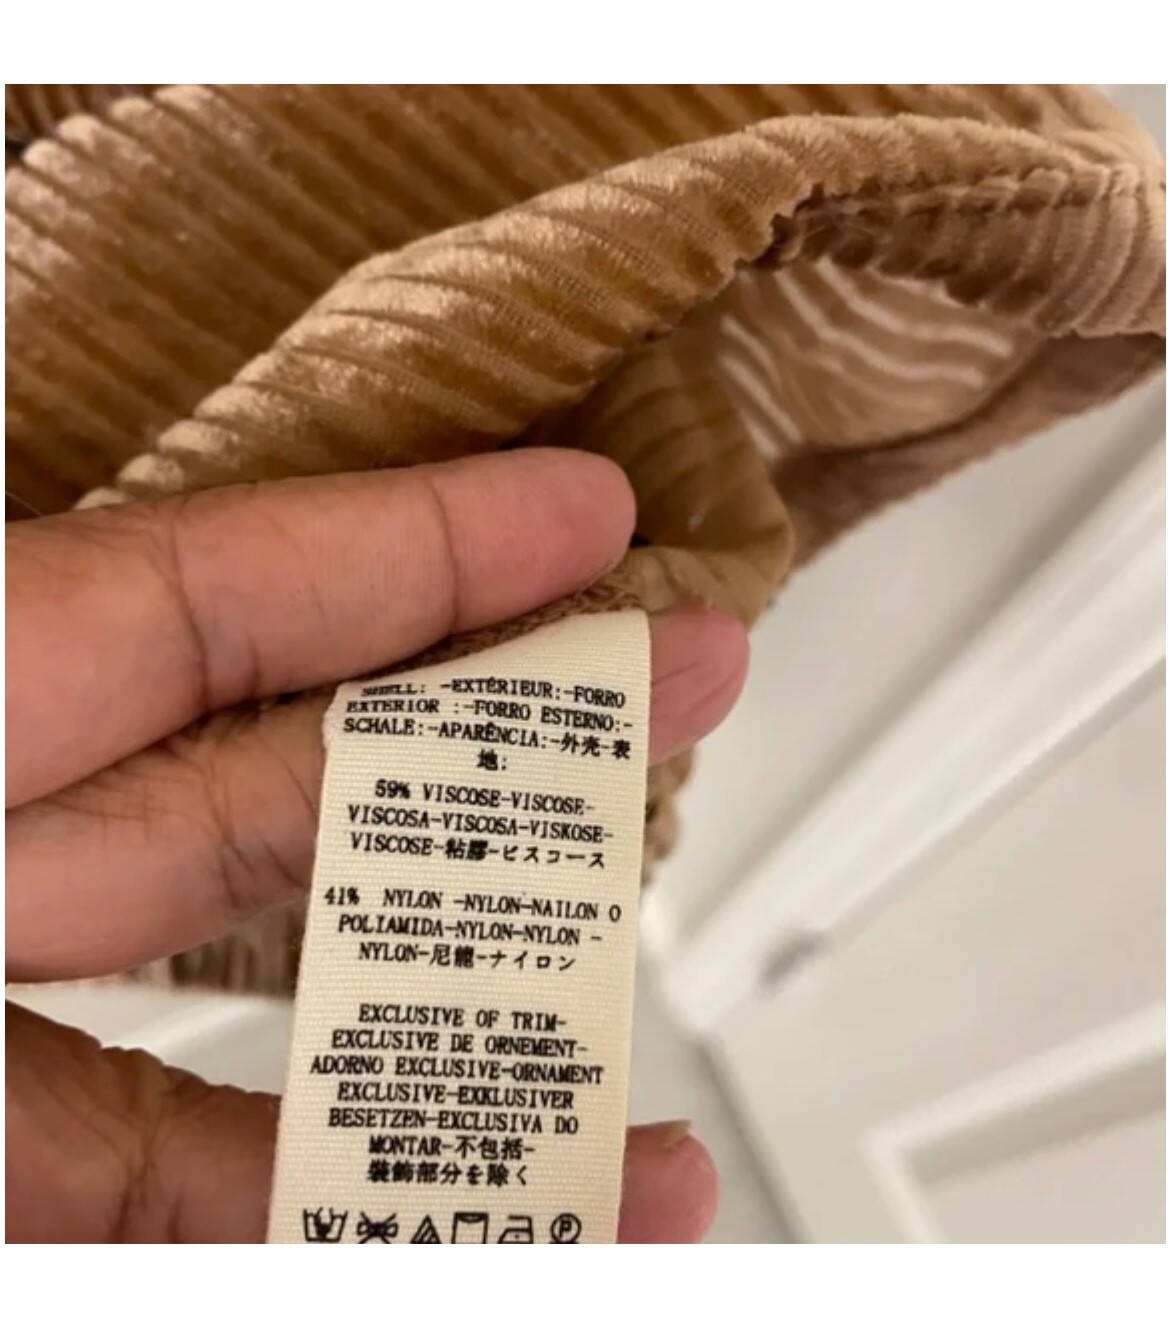 SHELL: -EXTÉRIEUR:-FORRO
EXTERIOR :-FORRO ESTERNO:-
SCHALE:-APARÊNCIA:-外壳-表
地:
59% VISCOSE-VISCOSE-
VISCOSA-VISCOSA-VISKOSE-
VISCOSE-粘膠-ビスコース
41% NYLON -NYLON-NAILON O
POLIAMIDA-NYLON-NYLON -
NYLON-尼龍-ナイロン
EXCLUSIVE OF TRIM-
EXCLUSIVE DE ORNEMENT-
ADORNO EXCLUSIVE-ORNAMENT
EXCLUSIVE-EXKLUSIVER
BESETZEN-EXCLUSIVA DO
MONTAR-不包括-
裝飾部分を除く
P